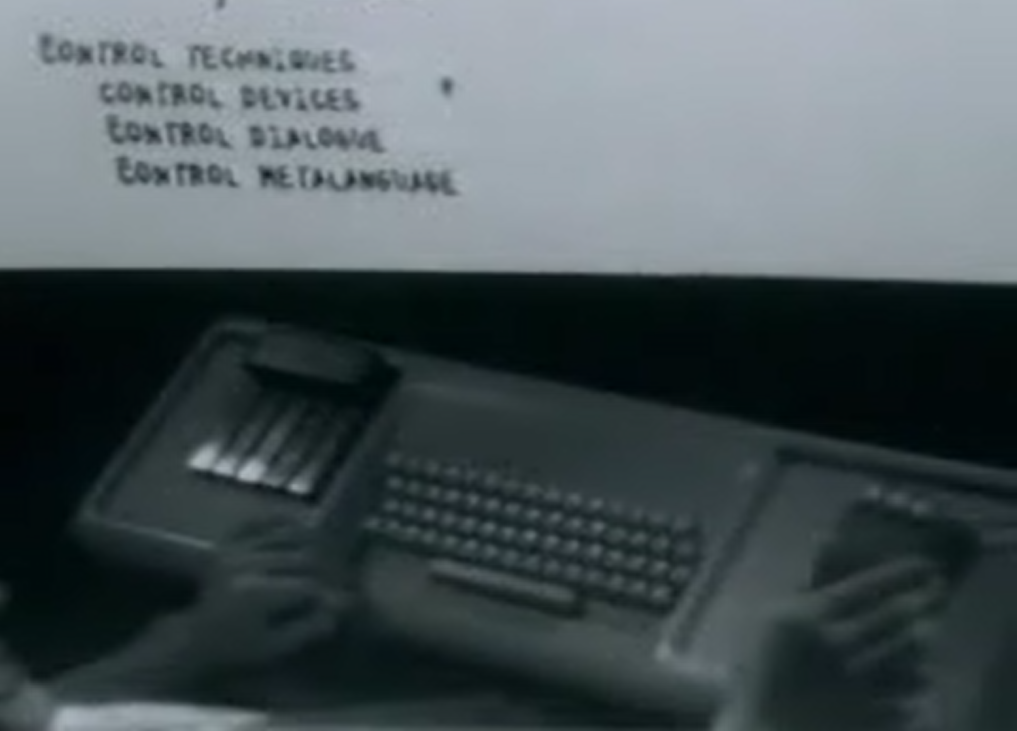 CONTROL TECHNIQUES
CONTROL DEVICES
CONTROL DIALOGUE
CONTROL METALANGUAGE